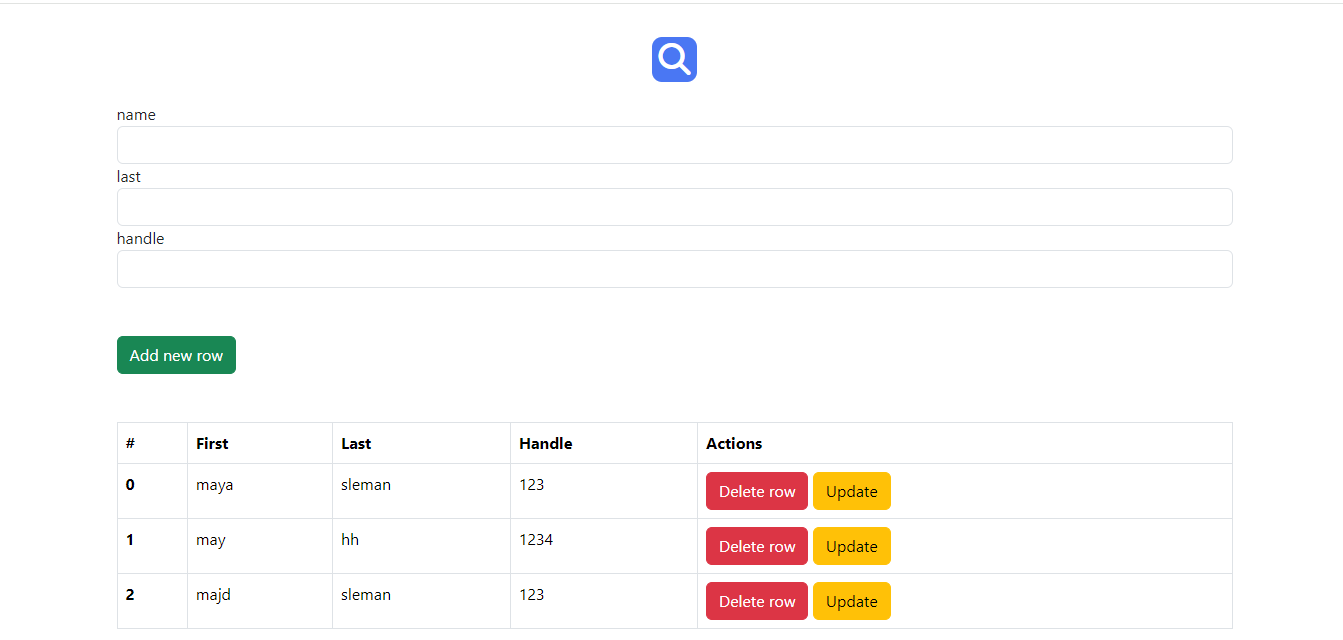 name
last
handle
Add new row
# First Last Handle Actions
0 maya sleman 123 Delete row Update
1 may hh 1234 Delete row Update
2 majd sleman 123 Delete row Update